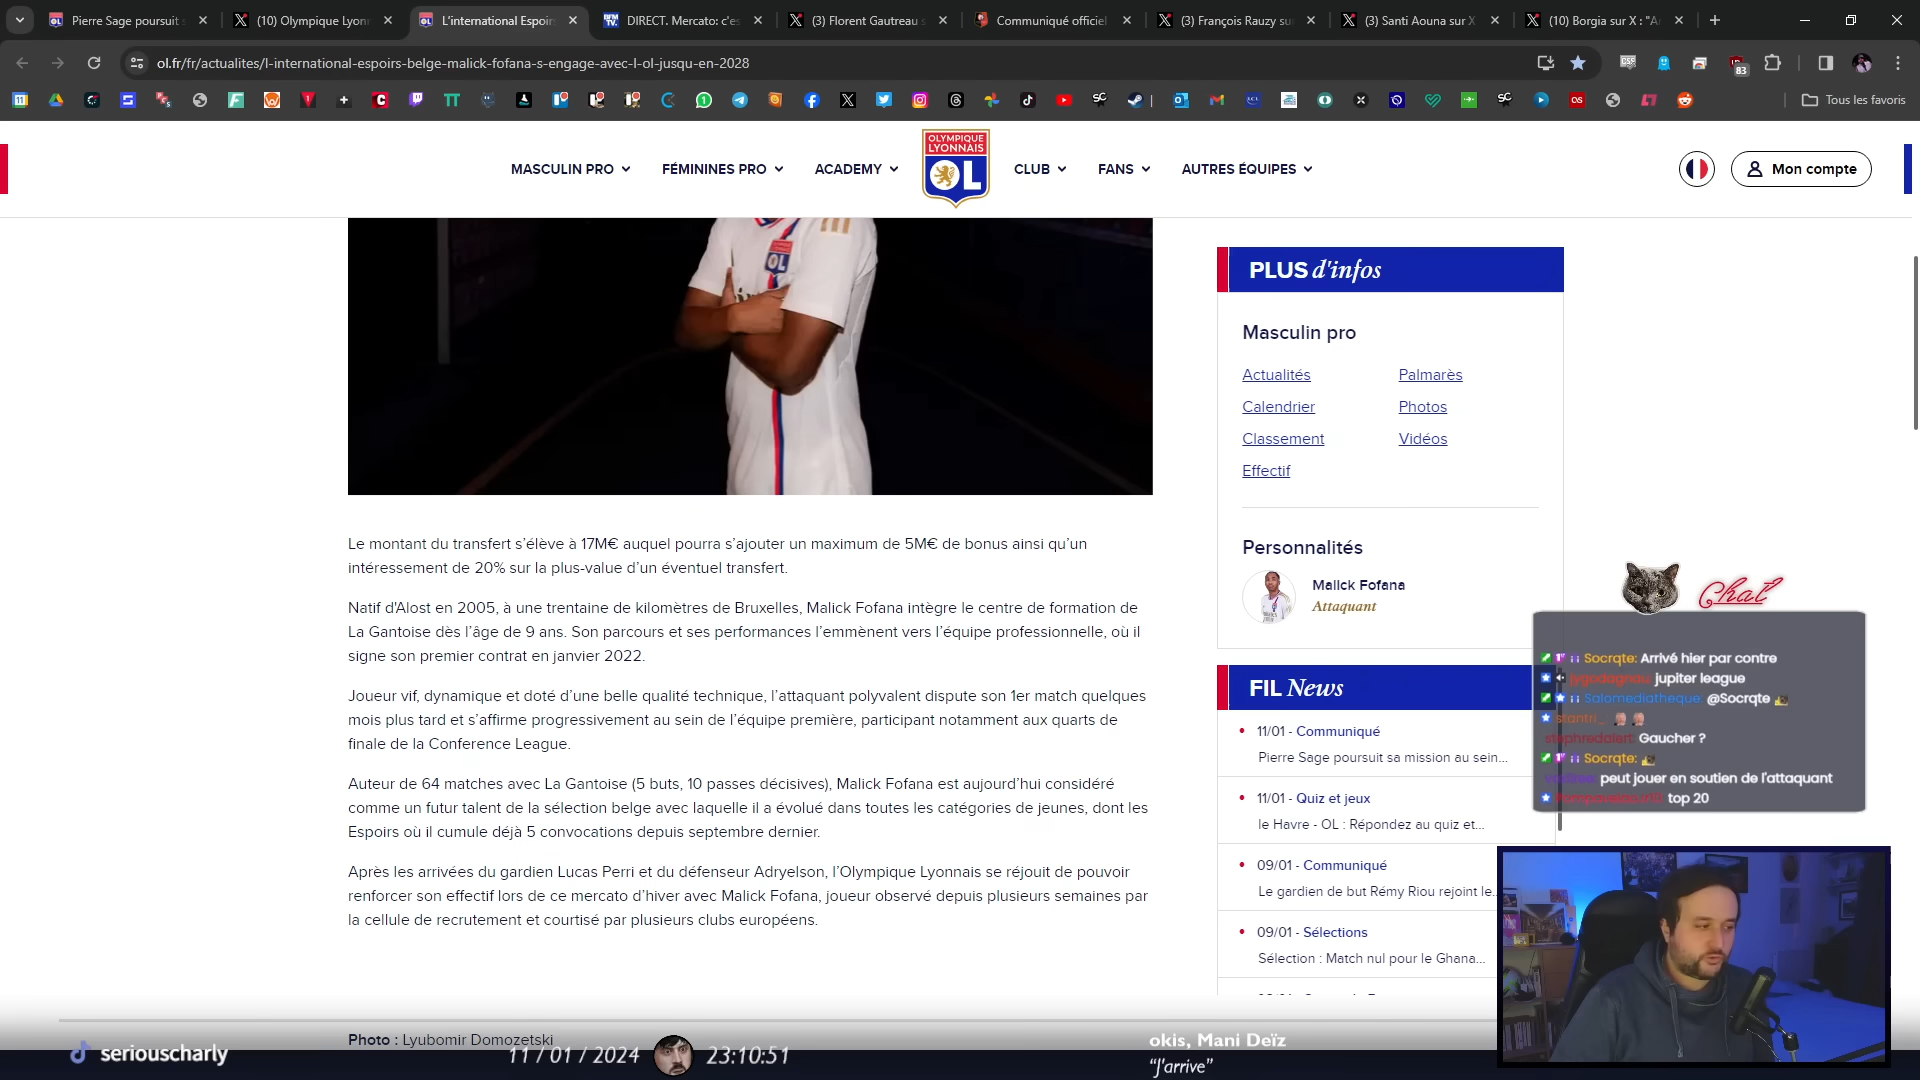 Pierre Sage poursuit
(10) Olympique Lyonn
L'international Espoirs
DIRECT. Mercato: c'es
(3) Florent Gautreau s
Communiqué officiel
(3) François Rauzy sur
(3) Santi Aouna sur X
(10) Borgia sur X : "A
ol.fr/fr/actualites/l-international-espoirs-belge-malick-fofana-s-engage-avec-l-ol-jusqu-en-2028
83
Tous les favoris
MASCULIN PRO
FÉMININES PRO
ACADEMY
OLYMPIQUE
LYONNAIS
OL
CLUB
FANS
AUTRES ÉQUIPES
Mon compte
Le montant du transfert s'élève à 17M€ auquel pourra s'ajouter un maximum de 5M€ de bonus ainsi qu'un
intéressement de 20% sur la plus-value d'un éventuel transfert.
Natif d'Alost en 2005, à une trentaine de kilomètres de Bruxelles, Malick Fofana intègre le centre de formation de
La Gantoise dès l'âge de 9 ans. Son parcours et ses performances l'emmènent vers l'équipe professionnelle, où il
signe son premier contrat en janvier 2022.
Joueur vif, dynamique et doté d'une belle qualité technique, l'attaquant polyvalent dispute son 1er match quelques
mois plus tard et s'affirme progressivement au sein de l'équipe première, participant notamment aux quarts de
finale de la Conference League.
Auteur de 64 matches avec La Gantoise (5 buts, 10 passes décisives), Malick Fofana est aujourd'hui considéré
comme un futur talent de la sélection belge avec laquelle il a évolué dans toutes les catégories de jeunes, dont les
Espoirs où il cumule déjà 5 convocations depuis septembre dernier.
Après les arrivées du gardien Lucas Perri et du défenseur Adryelson, l'Olympique Lyonnais se réjouit de pouvoir
renforcer son effectif lors de ce mercato d'hiver avec Malick Fofana, joueur observé depuis plusieurs semaines par
la cellule de recrutement et courtisé par plusieurs clubs européens.
Photo : Lyubomir Domozetski
PLUS d'infos
Masculin pro
Actualités
Palmarès
Calendrier
Photos
Classement
Vidéos
Effectif
Personnalités
Malick Fofana
Attaquant
FIL News
11/01 - Communiqué
Pierre Sage poursuit sa mission au sein...
11/01 - Quiz et jeux
le Havre - OL : Répondez au quiz et...
09/01 - Communiqué
Le gardien de but Rémy Riou rejoint le...
09/01 - Sélections
Sélection : Match nul pour le Ghana...
Chat
Socrqte: Arrivé hier par contre
jupiter league
Salomediatheque: @Socrqte
stantri_
stephredalert: Gaucher ?
Socrqte:
peut jouer en soutien de l'attaquant
top 20
seriouscharly
11 / 01 / 2024
23:10:51
okis, Mani Deïz
"J'arrive"